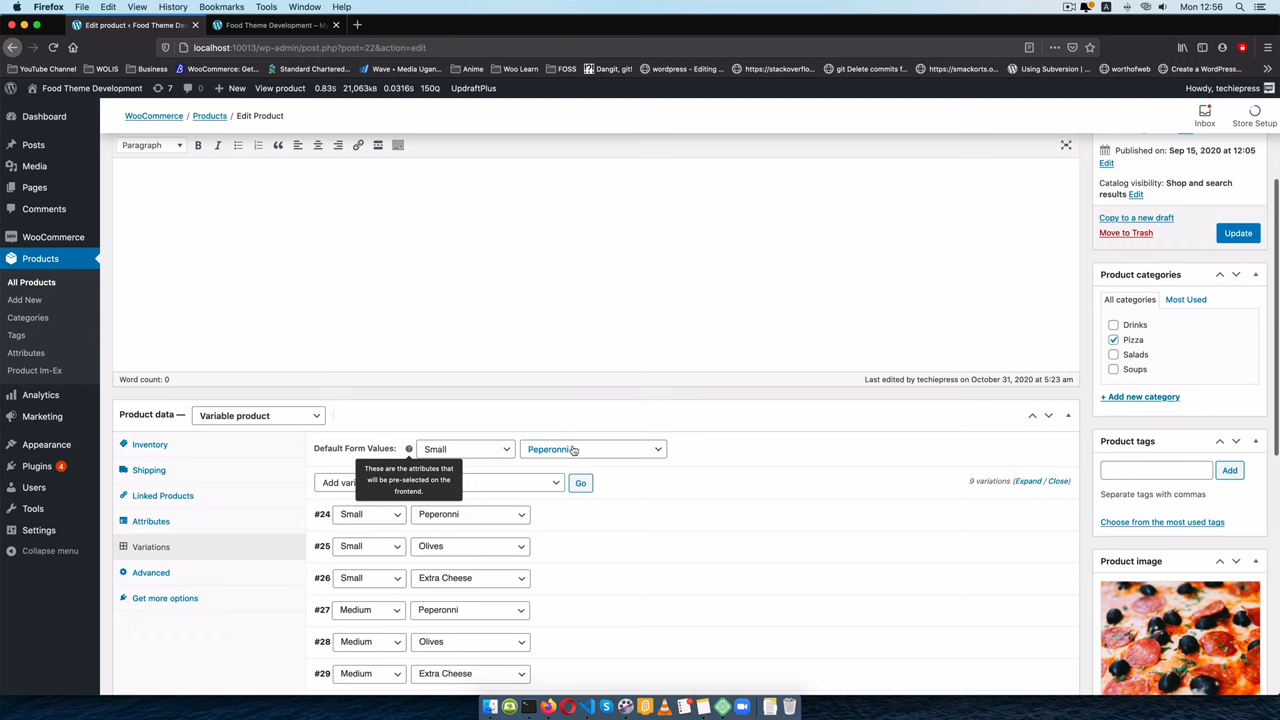 Firefox File Edit View History Bookmarks Tools Window Help Mon 12:56
Edit product ‹ Food Theme De Food Theme Development – M
localhost:10013/wp-admin/post.php?post=22&action=edit
YouTube Channel WOLIS Business WooCommerce: Get... Standard Chartered... Wave • Media Ugan... Anime Woo Learn FOSS Dangit, git! wordpress - Editing ... https://stackoverflo... git Delete commits f... https://smackorts.o... Using Subversion | ... worthofweb Create a WordPress...
Food Theme Development 7 0 New View product 0.83s 21,063KB 0.0316s 150Q UpdraftPlus Howdy, techiepress
WooCommerce / Products / Edit Product
Inbox
Store Setup
Dashboard
Posts
Media
Pages
Comments
WooCommerce
Products
All Products
Add New
Categories
Tags
Attributes
Product Im-Ex
Analytics
Marketing
Appearance
Plugins 4
Users
Tools
Settings
Collapse menu
Paragraph
Word count: 0
Last edited by techiepress on October 31, 2020 at 5:23 am
Product data — Variable product
Inventory
Shipping
Linked Products
Attributes
Variations
Advanced
Get more options
Default Form Values: Small Peperonni
These are the attributes that
will be pre-selected on the
frontend.
Add vari Go
9 variations (Expand / Close)
#24 Small Peperonni
#25 Small Olives
#26 Small Extra Cheese
#27 Medium Peperonni
#28 Medium Olives
#29 Medium Extra Cheese
Published on: Sep 15, 2020 at 12:05
Edit
Catalog visibility: Shop and search
results Edit
Copy to a new draft
Move to Trash
Update
Product categories
All categories Most Used
Drinks
Pizza
Salads
Soups
+ Add new category
Product tags
Add
Separate tags with commas
Choose from the most used tags
Product image